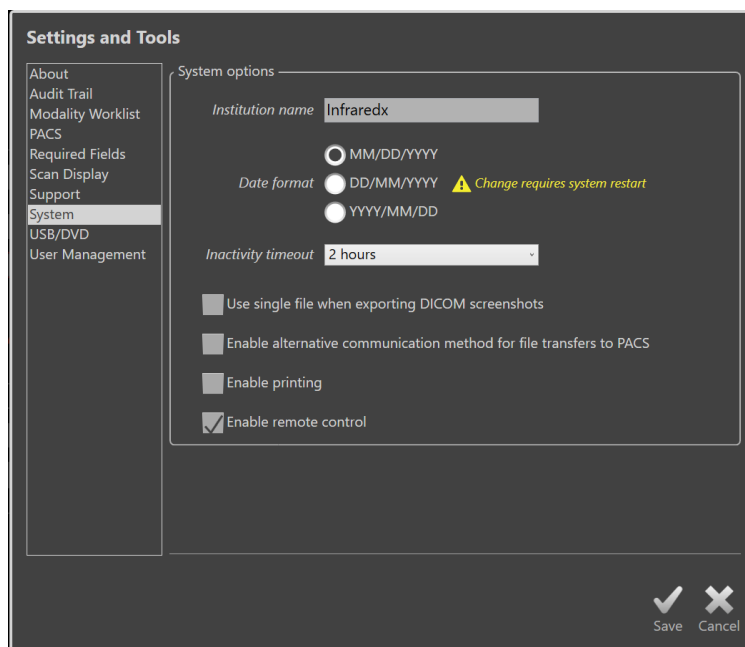 Settings and Tools
About
Audit Trail
Modality Worklist
PACS
Required Fields
Scan Display
Support
System
USB/DVD
User Management
System options
Institution name Infraredx
MM/DD/YYYY
Date format DD/MM/YYYY Change requires system restart
YYYY/MM/DD
Inactivity timeout 2 hours
Use single file when exporting DICOM screenshots
Enable alternative communication method for file transfers to PACS
Enable printing
Enable remote control
Save Cancel